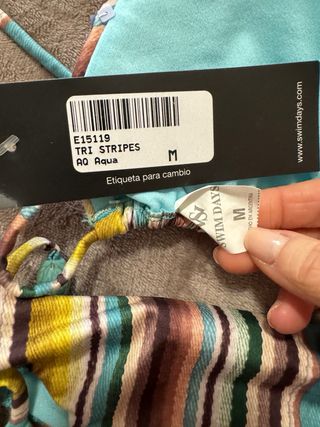 E15119
TRI STRIPES
AQ Aqua M
Etiqueta para cambio
www.swimdays.com
SWIM DAYS
M